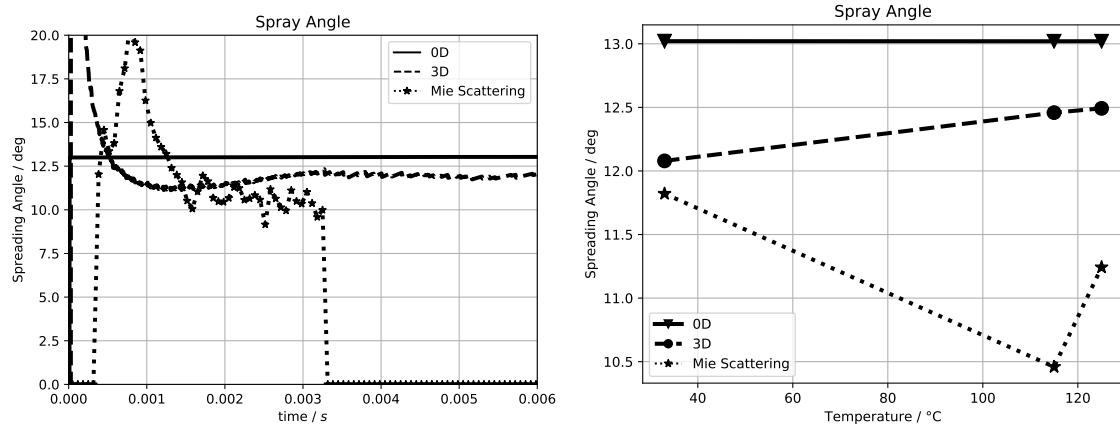 Spray Angle
20.0
17.5
15.0
12.5
10.0
7.5
5.0
2.5
0.0
Spreading Angle / deg
0D
3D
Mie Scattering
0.000 0.001 0.002 0.003 0.004 0.005 0.006
time / s
Spray Angle
13.0
12.5
12.0
11.5
11.0
10.5
Spreading Angle / deg
0D
3D
Mie Scattering
40 60 80 100 120
Temperature / °C